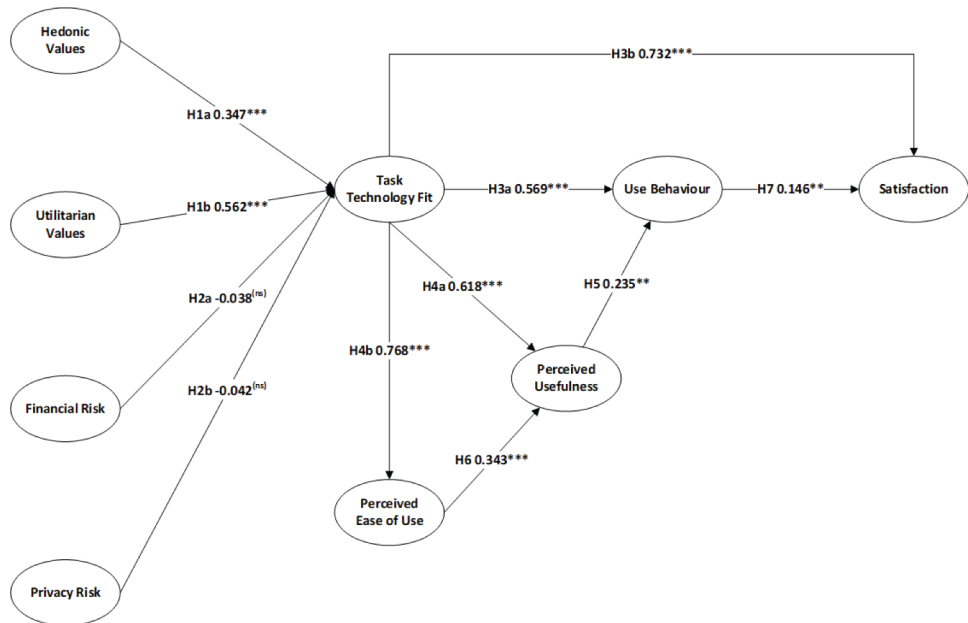 Hedonic
Values
H3b 0.732***
H1a 0.347***
Task
Technology Fit
H3a 0.569***
Use Behaviour
H7 0.146**
Satisfaction
Utilitarian
Values
H1b 0.562***
H2a -0.038(ns)
H4a 0.618***
H5 0.235**
H4b 0.768***
Perceived
Usefulness
H2b -0.042(ns)
Financial Risk
H6 0.343***
Perceived
Ease of Use
Privacy Risk